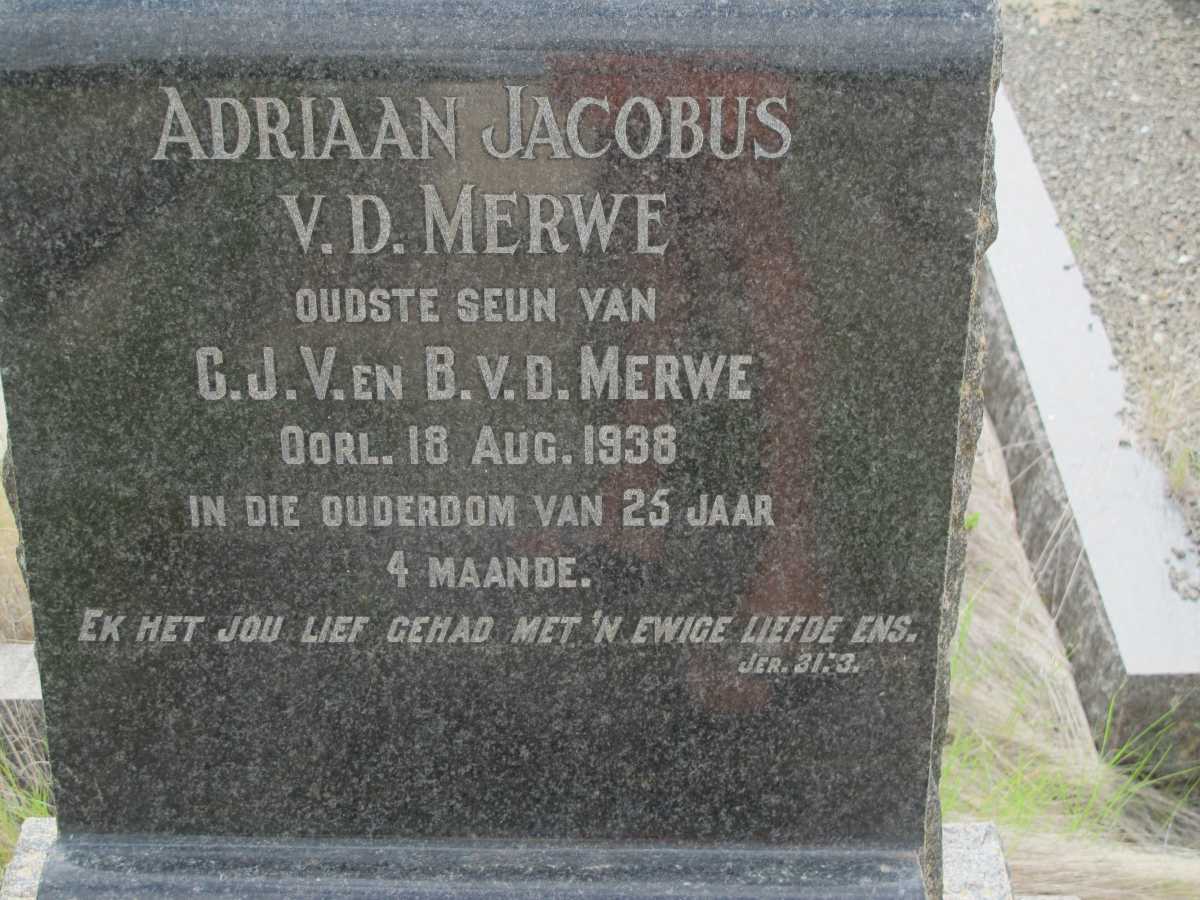 ADRIAAN JACOBUS
V. D. MERWE
OUDSTE SEUN VAN
C.J.V. EN B.V.D. MERWE
OORL. 18 AUG. 1938
IN DIE OUDERDOM VAN 25 JAAR
4 MAANDE.
EK HET JOU LIEF GEHAD MET 'N EWIGE LIEFDE ENS.
JER. 31:3.